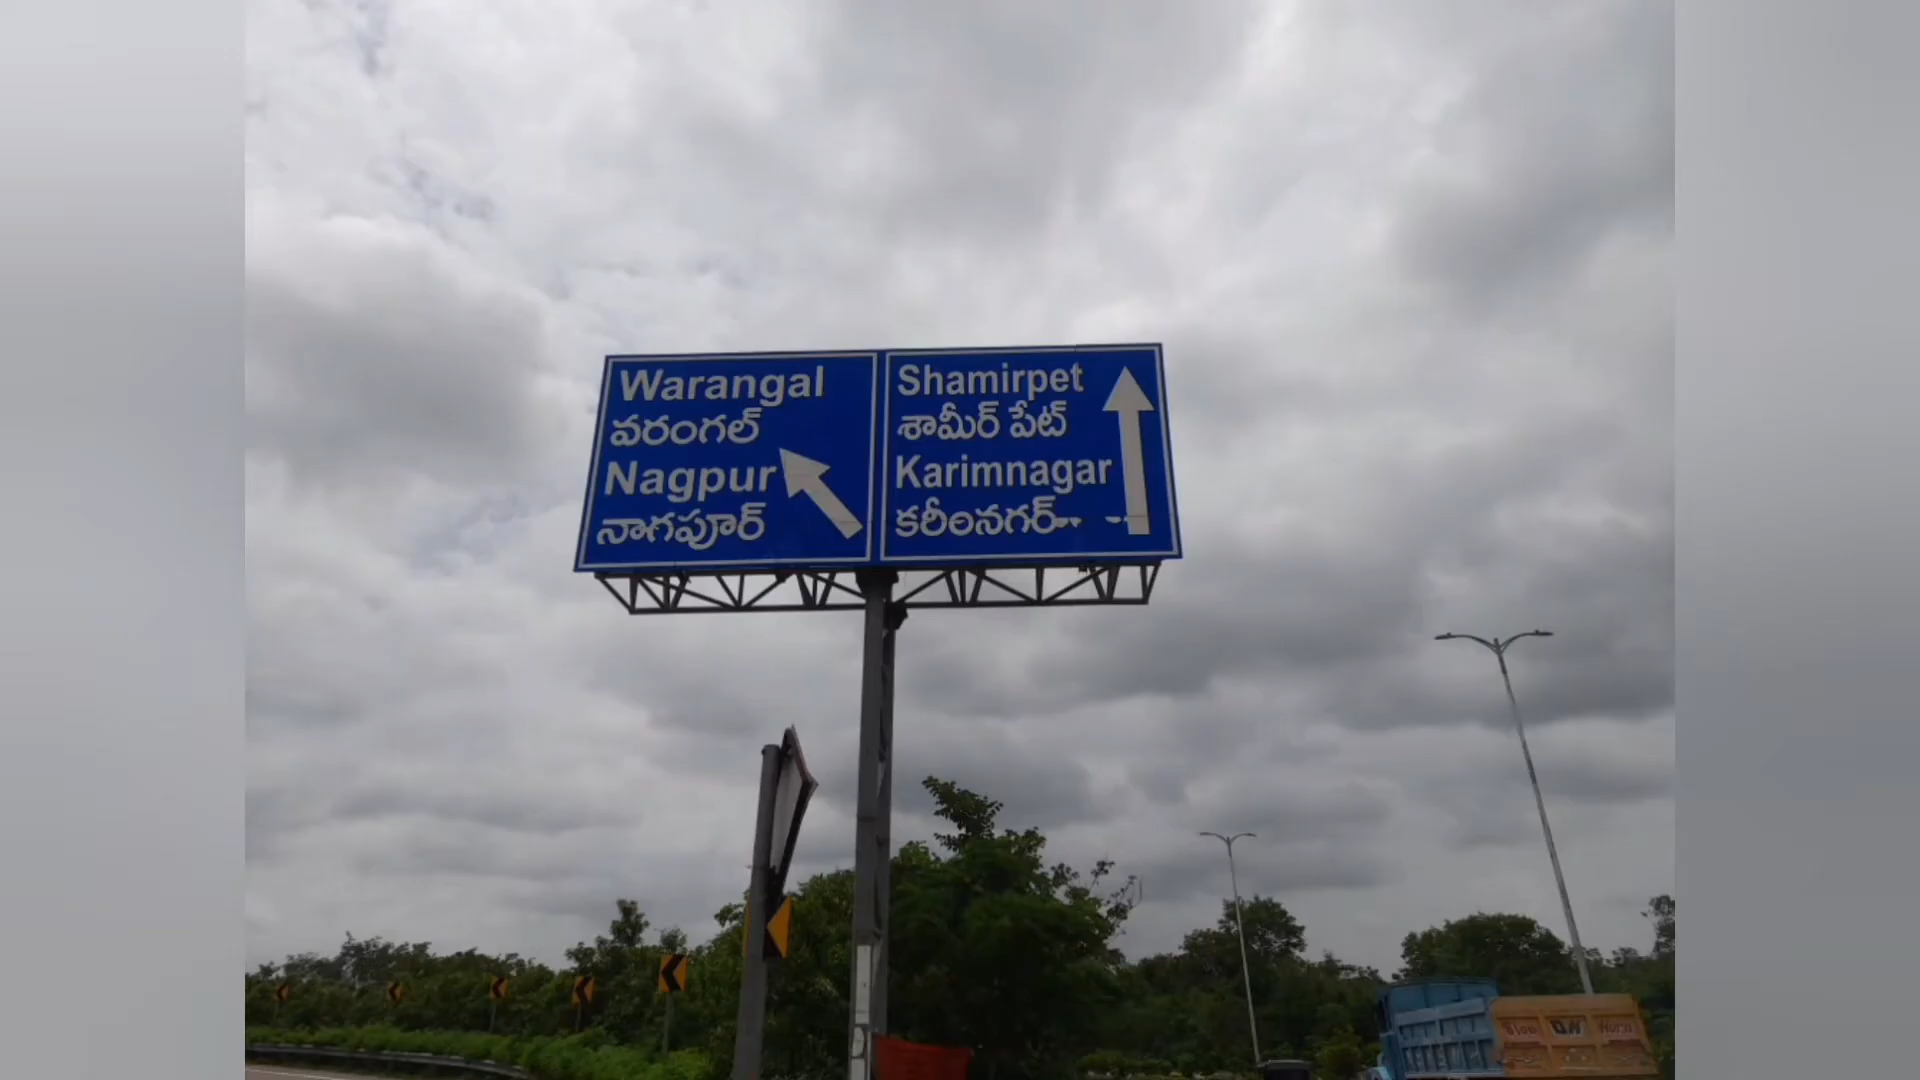 Warangal
వరంగల్
Nagpur
నాగపూర్
Shamirpet
శామీర్ పేట్
Karimnagar
కరీంనగర్